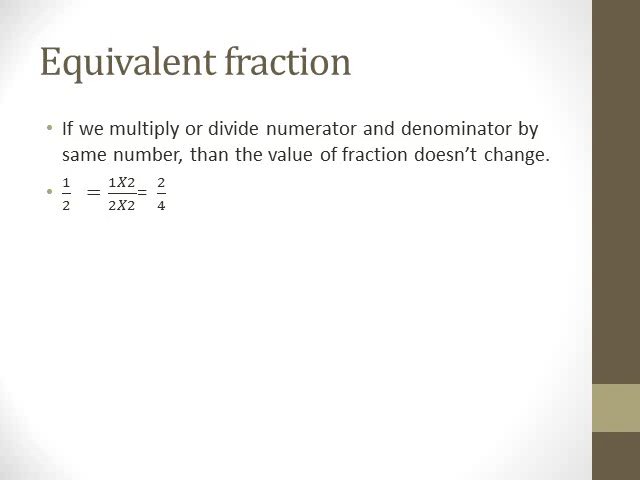 Equivalent fraction
• If we multiply or divide numerator and denominator by
same number, than the value of fraction doesn't change.
• 1/2 = 1X2/2X2 = 2/4